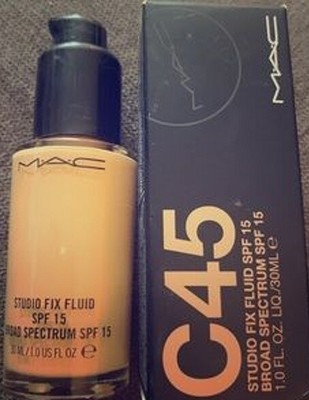 MAC
STUDIO FIX FLUID
SPF 15
BROAD SPECTRUM SPF 15
30 ML / 1.0 US FL OZ ℮
MAC
C45
STUDIO FIX FLUID SPF 15
BROAD SPECTRUM SPF 15
1.0 FL. OZ. LIQ./30ML ℮